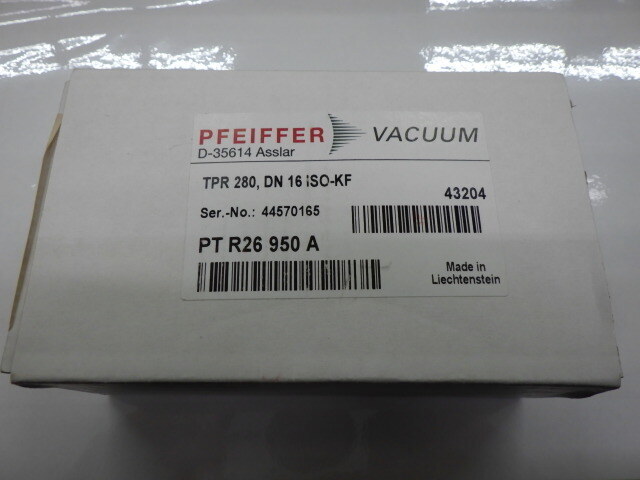 PFEIFFER VACUUM
D-35614 Asslar
TPR 280, DN 16 ISO-KF
43204
Ser.-No.: 44570165
PT R26 950 A
Made in
Liechtenstein